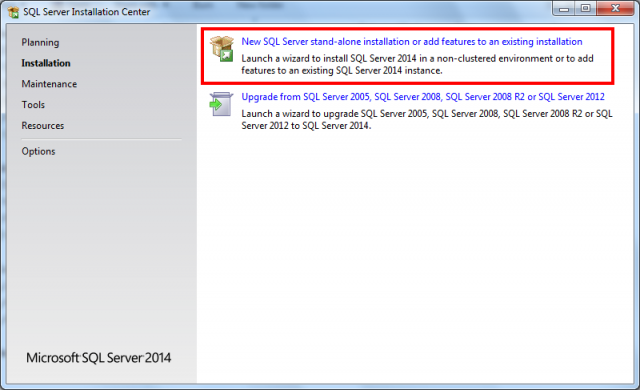 SQL Server Installation Center
Planning
Installation
Maintenance
Tools
Resources
Options
New SQL Server stand-alone installation or add features to an existing installation
Launch a wizard to install SQL Server 2014 in a non-clustered environment or to add
features to an existing SQL Server 2014 instance.
Upgrade from SQL Server 2005, SQL Server 2008, SQL Server 2008 R2 or SQL Server 2012
Launch a wizard to upgrade SQL Server 2005, SQL Server 2008, SQL Server 2008 R2 or SQL
Server 2012 to SQL Server 2014.
Microsoft SQL Server 2014